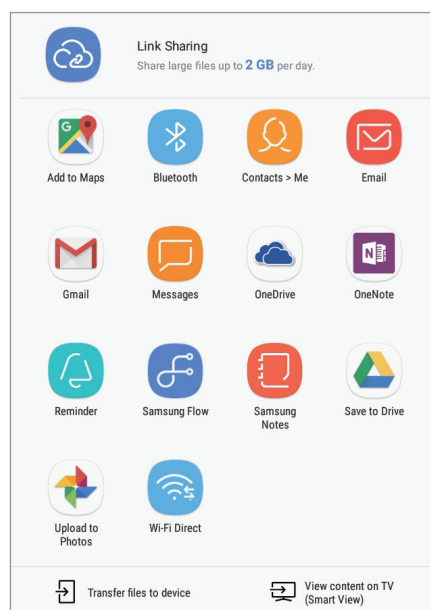 Link Sharing
Share large files up to 2 GB per day.
G
Add to Maps
Bluetooth
Contacts > Me
Email
Gmail
Messages
OneDrive
N
OneNote
Reminder
Samsung Flow
Samsung
Notes
Save to Drive
Upload to
Photos
Wi-Fi Direct
Transfer files to device
View content on TV
(Smart View)